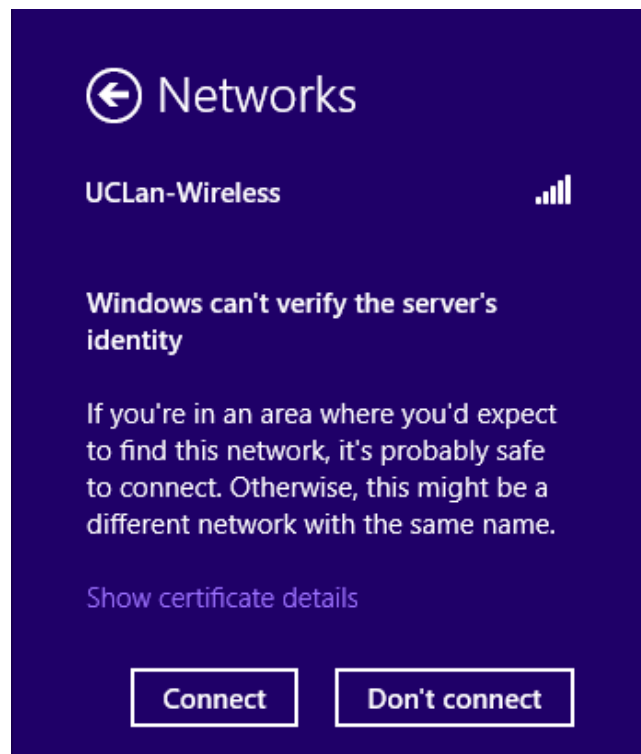 Networks
UCLan-Wireless
Windows can't verify the server's
identity
If you're in an area where you'd expect
to find this network, it's probably safe
to connect. Otherwise, this might be a
different network with the same name.
Show certificate details
Connect Don't connect